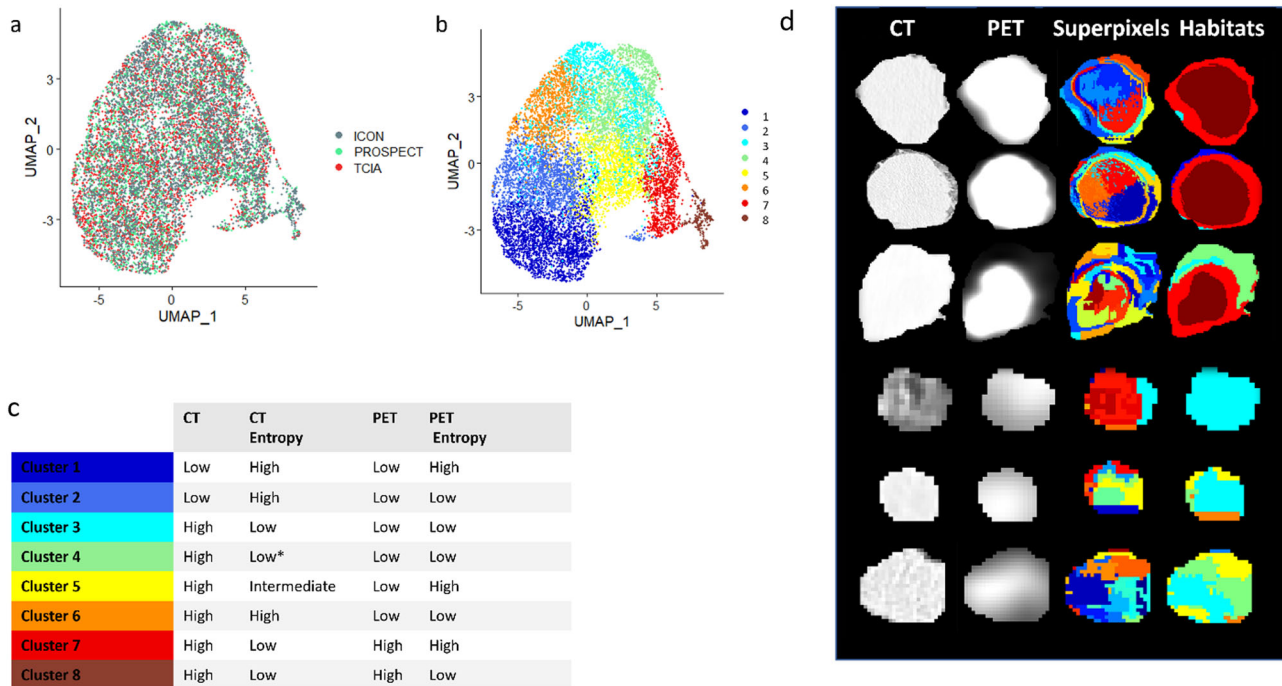 a
3
0
-3
UMAP_2
-5
0
5
UMAP_1
ICON
PROSPECT
TCIA
b
3
0
-3
UMAP_2
-5
0
5
UMAP_1
1
2
3
4
5
6
7
8
c
CT CT Entropy PET PET Entropy
Cluster 1 Low High Low High
Cluster 2 Low High Low Low
Cluster 3 High Low Low Low
Cluster 4 High Low* Low Low
Cluster 5 High Intermediate Low High
Cluster 6 High High Low Low
Cluster 7 High Low High High
Cluster 8 High Low High Low
d
CT PET Superpixels Habitats